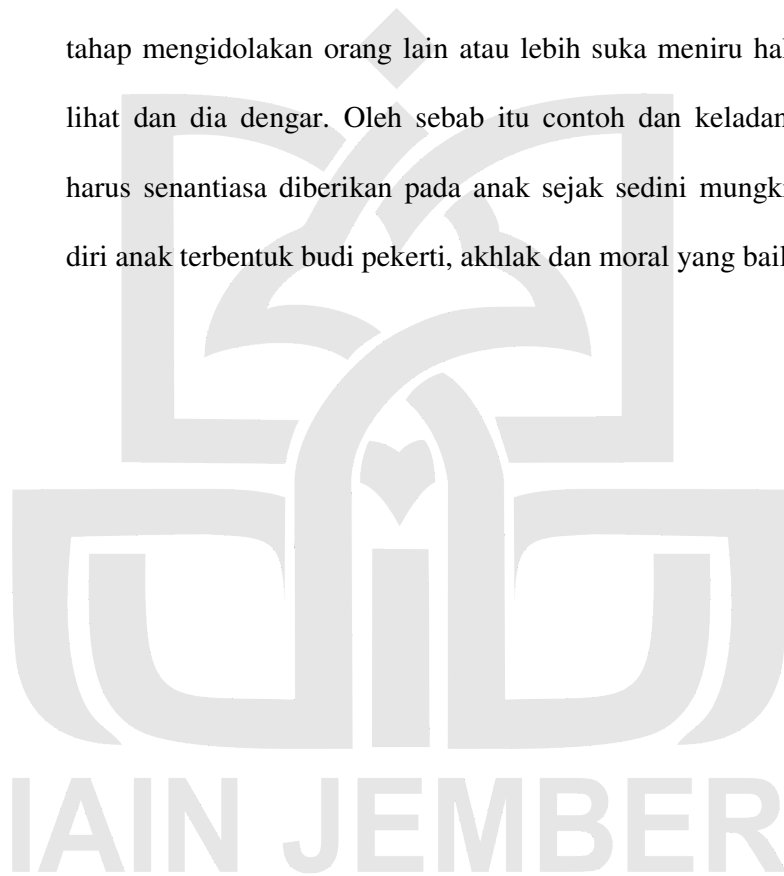 tahap mengidolakan orang lain atau lebih suka meniru
lihat dan dia dengar. Oleh sebab itu contoh dan
harus senantiasa diberikan pada anak sejak sedini
diri anak terbentuk budi pekerti, akhlak dan moral yang
IAIN JEMBER